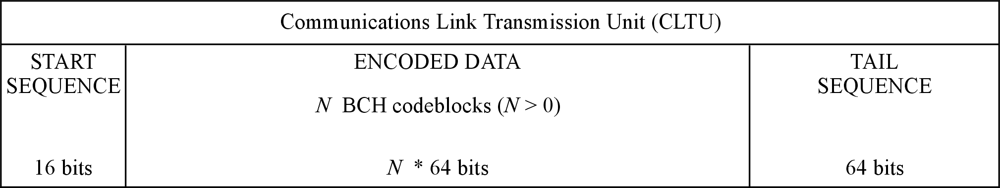 Communications Link Transmission Unit (CLTU)
START
SEQUENCE
16 bits
ENCODED DATA
N BCH codeblocks (N > 0)
N * 64 bits
TAIL
SEQUENCE
64 bits